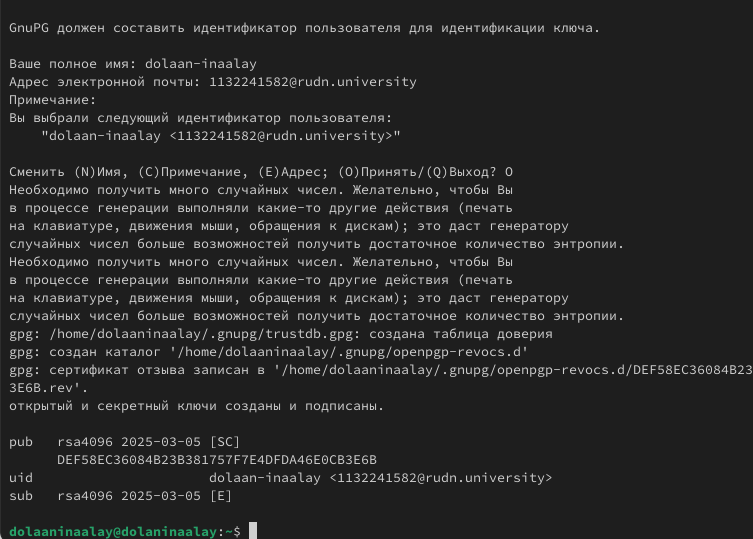 GnuPG должен составить идентификатор пользователя для идентификации ключа.
Ваше полное имя: dolaan-inaalay
Адрес электронной почты: 1132241582@rudn.university
Примечание:
Вы выбрали следующий идентификатор пользователя:
"dolaan-inaalay <1132241582@rudn.university>"
Сменить (N)Имя, (C)Примечание, (E)Адрес; (O)Принять/(Q)Выход? O
Необходимо получить много случайных чисел. Желательно, чтобы Вы
в процессе генерации выполняли какие-то другие действия (печать
на клавиатуре, движения мыши, обращения к дискам); это даст генератору
случайных чисел больше возможностей получить достаточное количество энтропии.
Необходимо получить много случайных чисел. Желательно, чтобы Вы
в процессе генерации выполняли какие-то другие действия (печать
на клавиатуре, движения мыши, обращения к дискам); это даст генератору
случайных чисел больше возможностей получить достаточное количество энтропии.
gpg: /home/dolaaninaalay/.gnupg/trustdb.gpg: создана таблица доверия
gpg: создан каталог '/home/dolaaninaalay/.gnupg/openpgp-revocs.d'
gpg: сертификат отзыва записан в '/home/dolaaninaalay/.gnupg/openpgp-revocs.d/DEF58EC36084B23
3E6B.rev'.
открытый и секретный ключи созданы и подписаны.
pub rsa4096 2025-03-05 [SC]
DEF58EC36084B23B381757F7E4DFDA46E0CB3E6B
uid dolaan-inaalay <1132241582@rudn.university>
sub rsa4096 2025-03-05 [E]
dolaaninaalay@dolaninaalay:~$